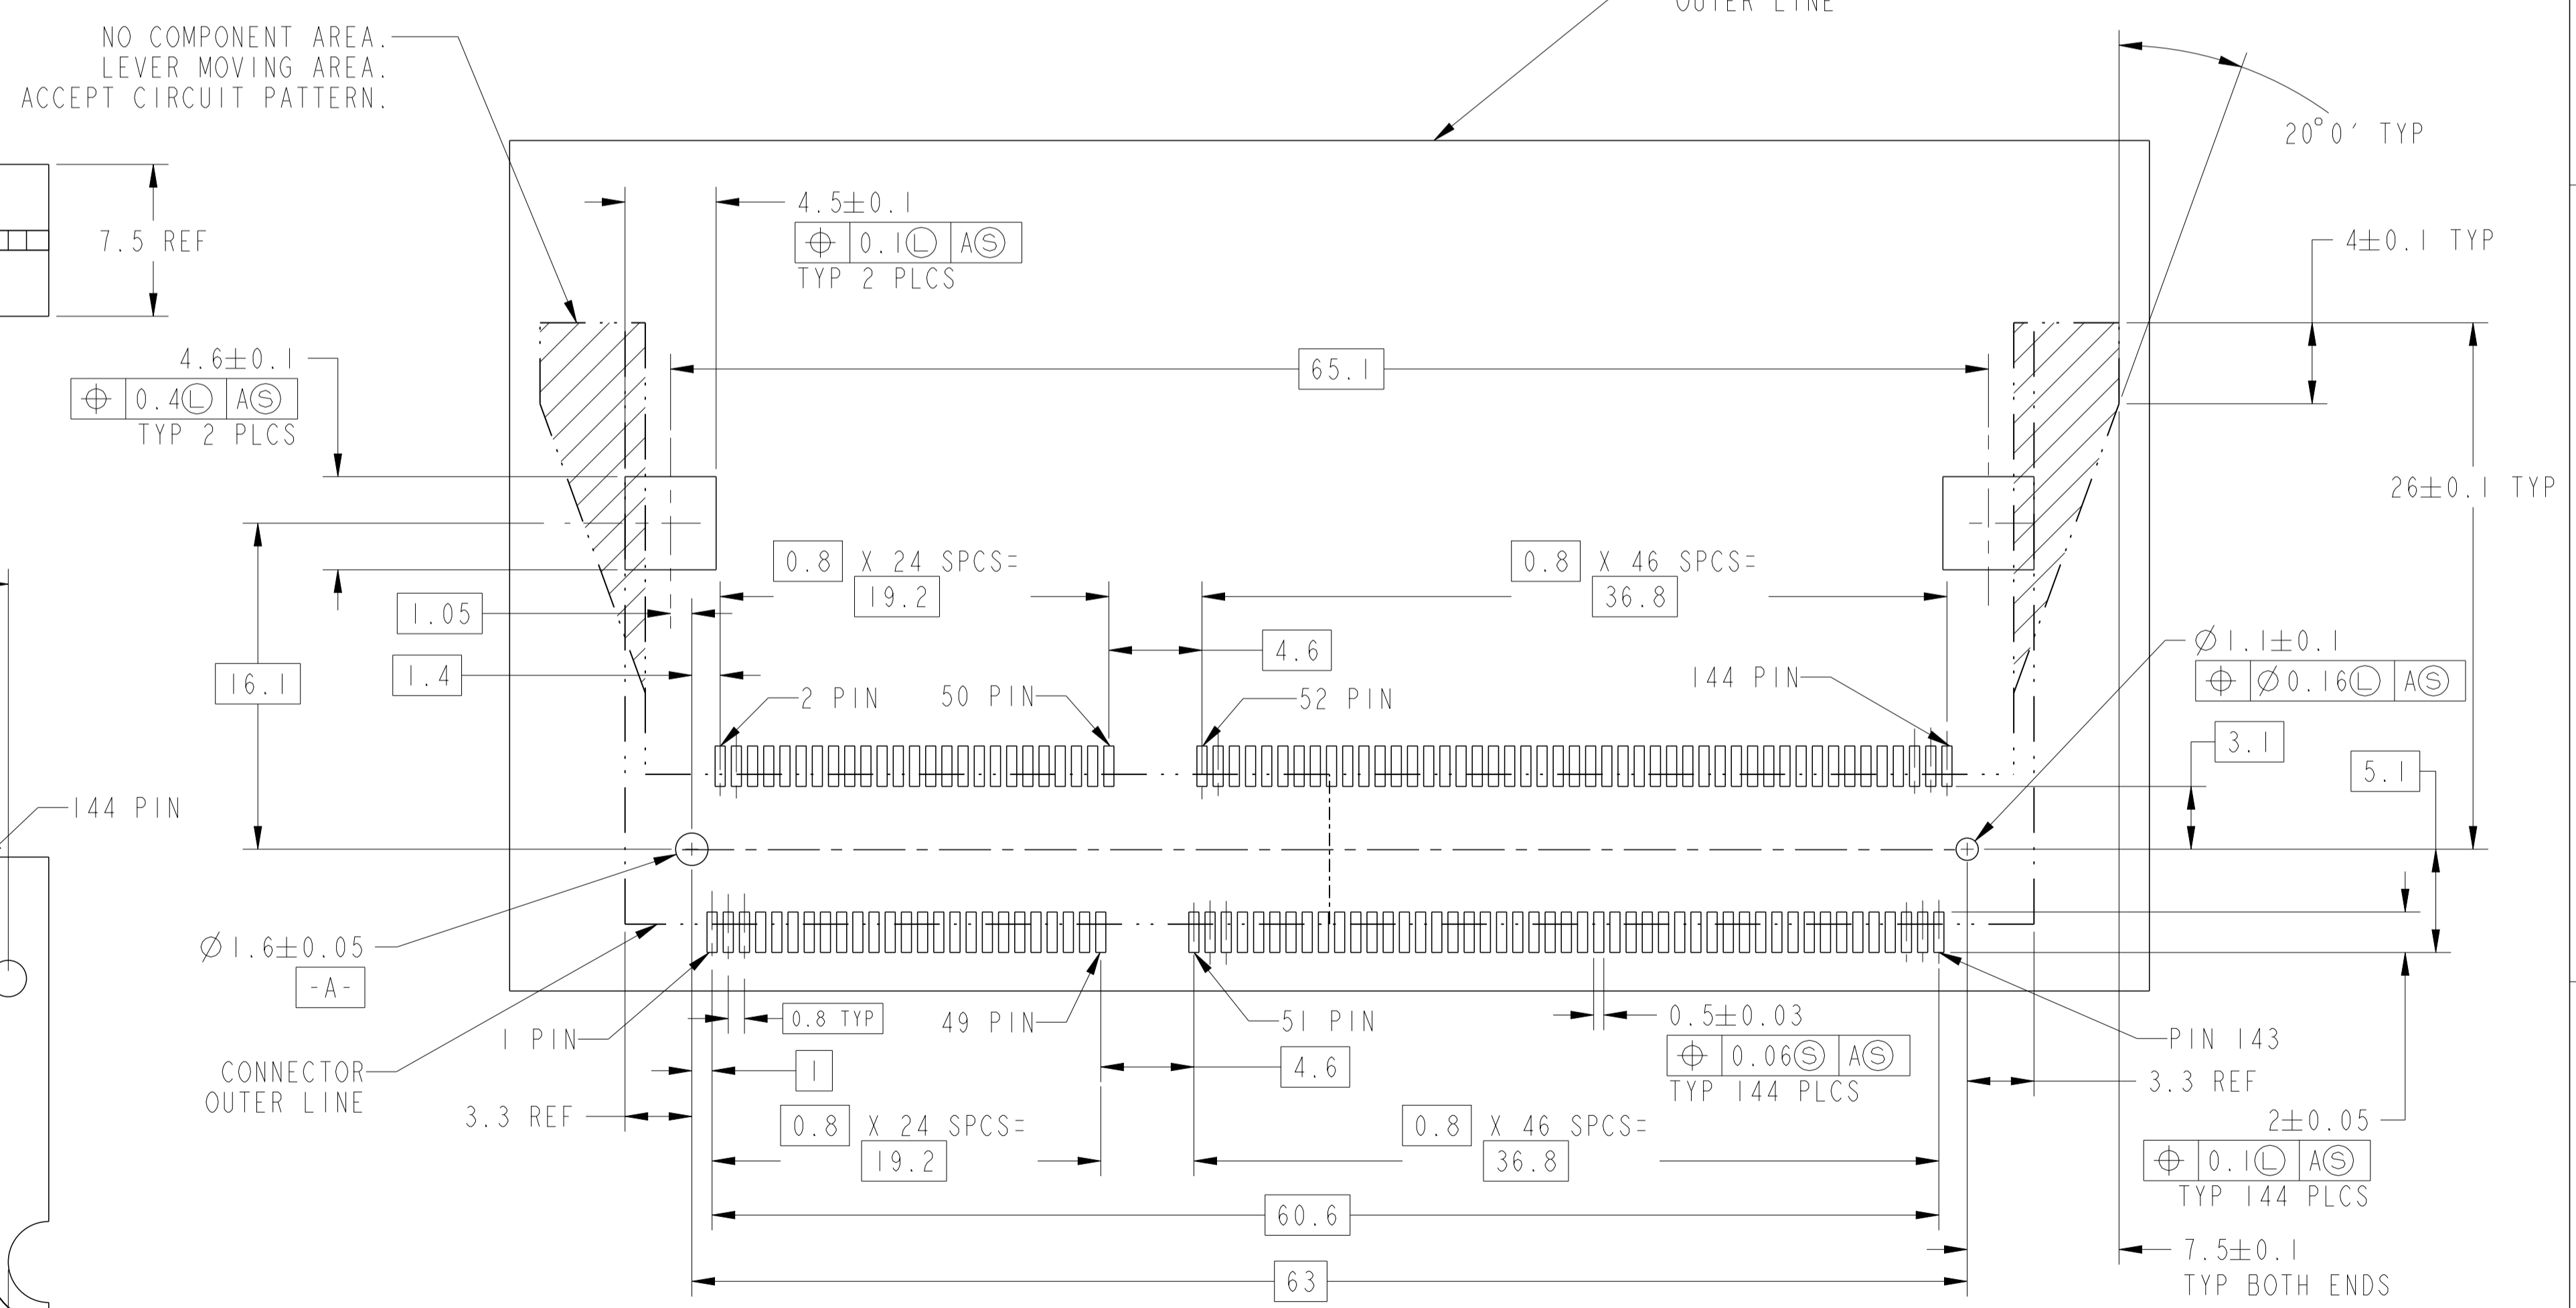 OUTER LINE
NO COMPONENT AREA.
LEVER MOVING AREA.
ACCEPT CIRCUIT PATTERN.
20°0′ TYP
7.5 REF
4.5±0.1
⌖ 0.1Ⓛ AⓈ
TYP 2 PLCS
4±0.1 TYP
4.6±0.1
⌖ 0.4Ⓛ AⓈ
TYP 2 PLCS
65.1
26±0.1 TYP
0.8 X 24 SPCS=
19.2
0.8 X 46 SPCS=
36.8
1.05
4.6
16.1
1.4
2 PIN
50 PIN
52 PIN
144 PIN
Ø1.1±0.1
⌖ Ø0.16Ⓛ AⓈ
3.1
5.1
144 PIN
Ø1.6±0.05
-A-
1 PIN
0.8 TYP
49 PIN
51 PIN
0.5±0.03
⌖ 0.06Ⓢ AⓈ
TYP 144 PLCS
PIN 143
CONNECTOR
OUTER LINE
1
4.6
3.3 REF
3.3 REF
0.8 X 24 SPCS=
19.2
0.8 X 46 SPCS=
36.8
2±0.05
⌖ 0.1Ⓛ AⓈ
TYP 144 PLCS
60.6
63
7.5±0.1
TYP BOTH ENDS